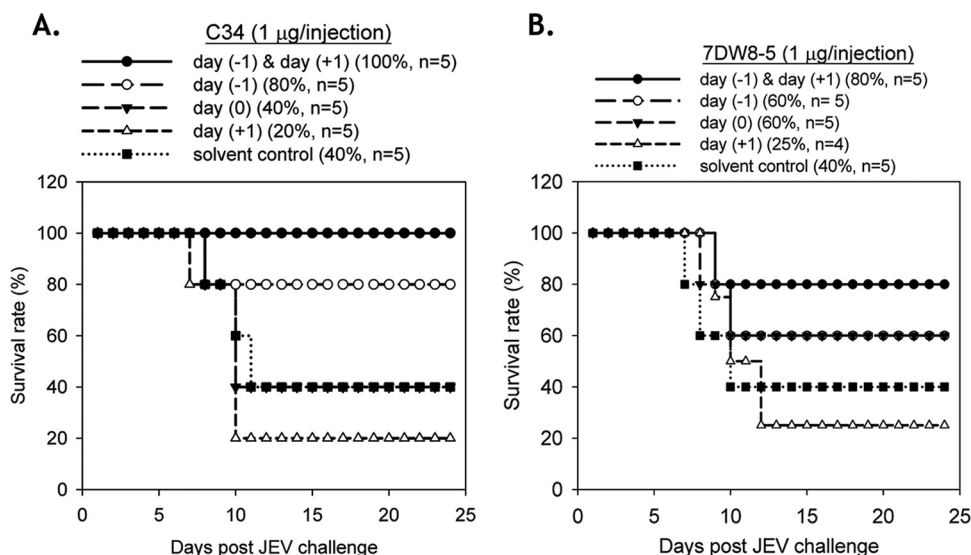 A.
C34 (1 μg/injection)
day (-1) & day (+1) (100%, n=5)
day (-1) (80%, n=5)
day (0) (40%, n=5)
day (+1) (20%, n=5)
solvent control (40%, n=5)
120
100
80
60
40
20
0
Survival rate (%)
0 5 10 15 20 25
Days post JEV challenge
B.
7DW8-5 (1 μg/injection)
day (-1) & day (+1) (80%, n=5)
day (-1) (60%, n= 5)
day (0) (60%, n=5)
day (+1) (25%, n=4)
solvent control (40%, n=5)
120
100
80
60
40
20
0
Survival rate (%)
0 5 10 15 20 25
Days post JEV challenge